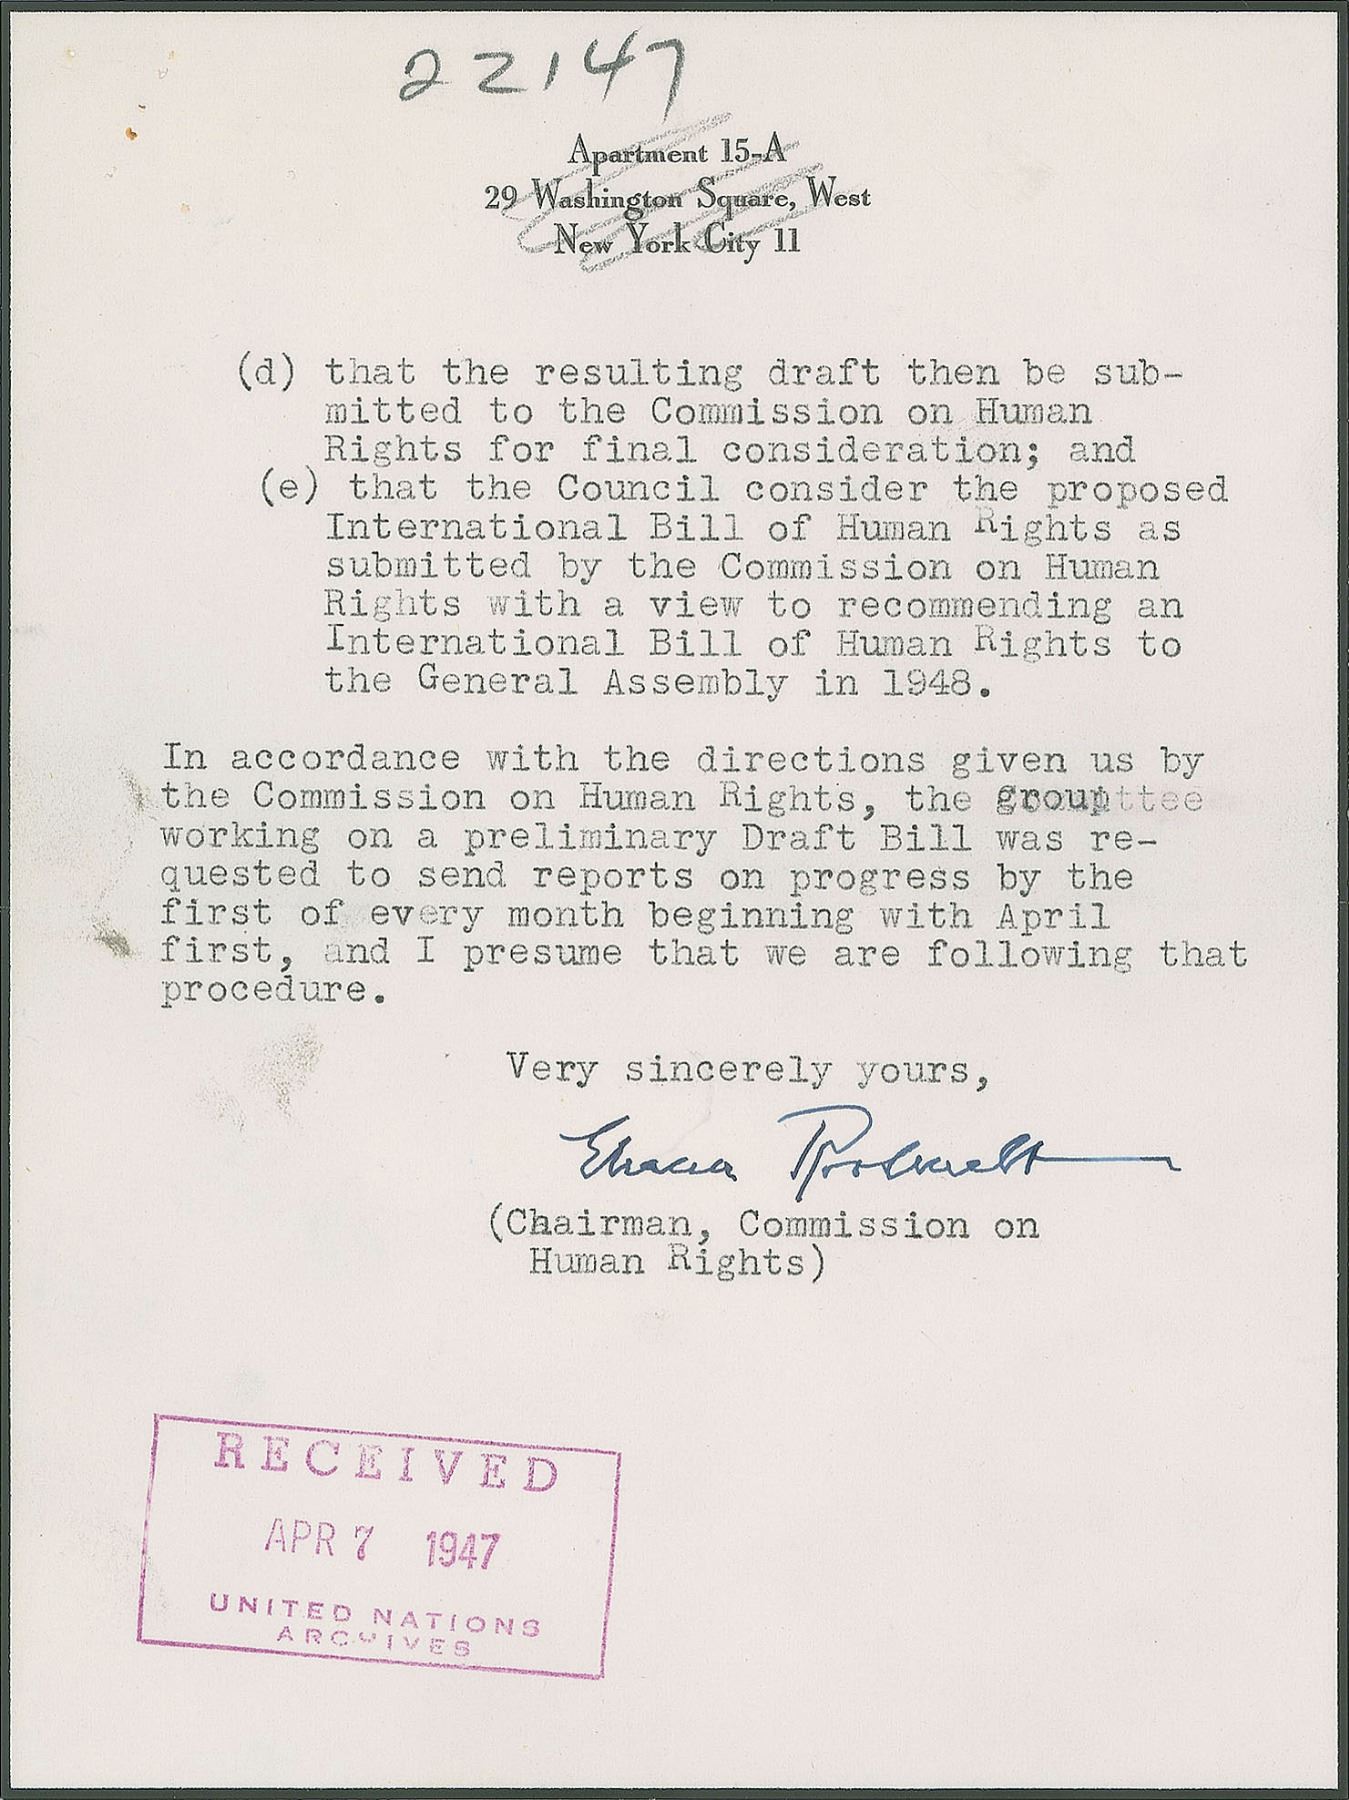 22147
Apartment 15-A
29 Washington Square, West
New York City 11
(d) that the resulting draft then be sub-
mitted to the Commission on Human
Rights for final consideration; and
(e) that the Council consider the proposed
International Bill of Human Rights as
submitted by the Commission on Human
Rights with a view to recommending an
International Bill of Human Rights to
the General Assembly in 1948.
In accordance with the directions given us by
the Commission on Human Rights, the group
working on a preliminary Draft Bill was re-
quested to send reports on progress by the
first of every month beginning with April
first, and I presume that we are following that
procedure.
Very sincerely yours,
Eleanor Roosevelt
(Chairman, Commission on
Human Rights)
RECEIVED
APR 7 1947
UNITED NATIONS
ARCHIVES